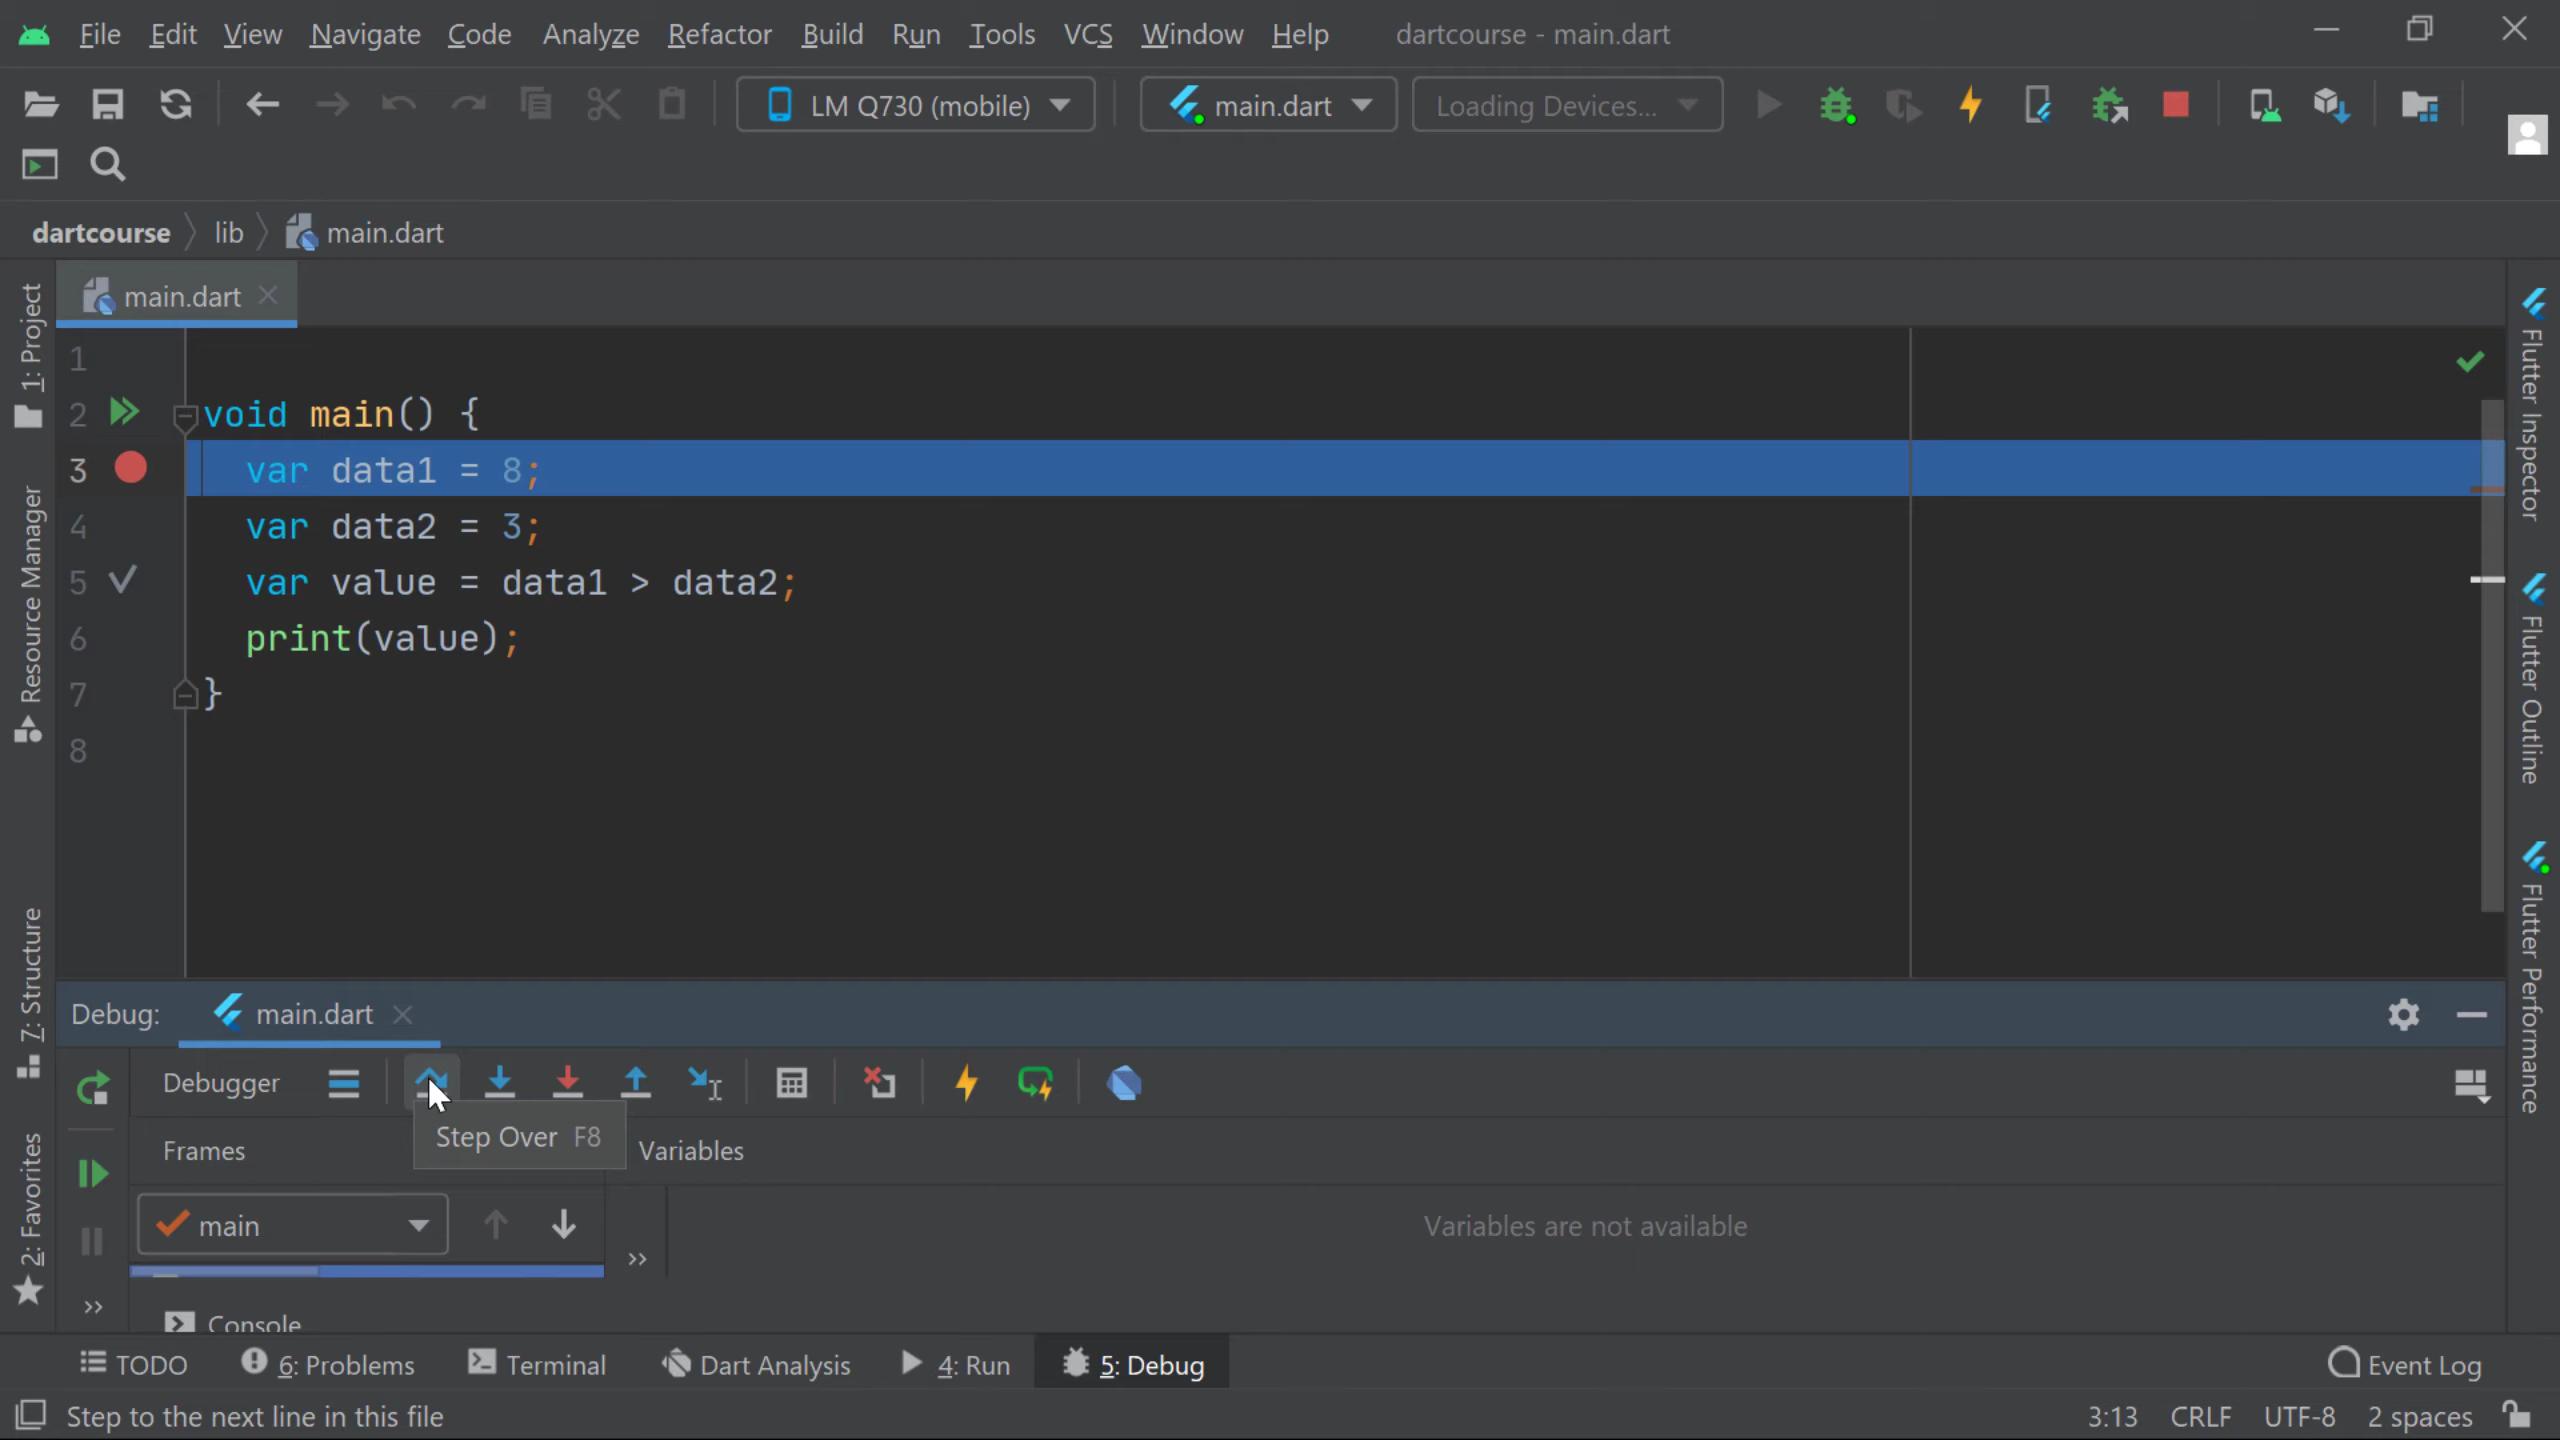 File Edit View Navigate Code Analyze Refactor Build Run Tools VCS Window Help dartcourse - main.dart
LM Q730 (mobile) main.dart Loading Devices...
dartcourse lib main.dart
main.dart
1
2 void main() {
3 var data1 = 8;
4 var data2 = 3;
5 var value = data1 > data2;
6 print(value);
7 }
8
1: Project
Resource Manager
7: Structure
2: Favorites
Flutter Inspector
Flutter Outline
Flutter Performance
Debug: main.dart
Debugger
Step Over F8
Frames Variables
main
Variables are not available
Console
TODO 6: Problems Terminal Dart Analysis 4: Run 5: Debug Event Log
Step to the next line in this file 3:13 CRLF UTF-8 2 spaces